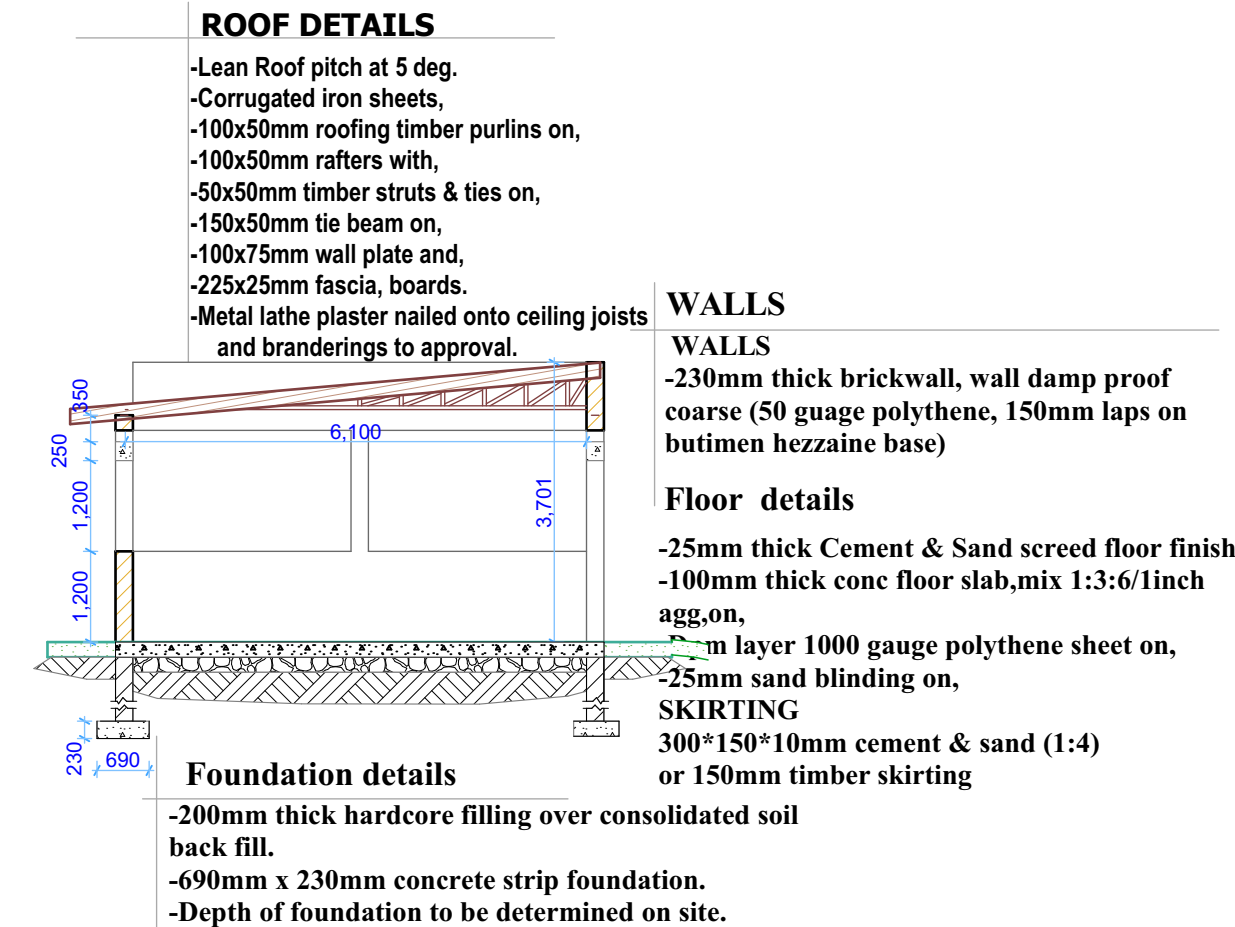 ROOF DETAILS
-Lean Roof pitch at 5 deg.
-Corrugated iron sheets,
-100x50mm roofing timber purlins on,
-100x50mm rafters with,
-50x50mm timber struts & ties on,
-150x50mm tie beam on,
-100x75mm wall plate and,
-225x25mm fascia, boards.
-Metal lathe plaster nailed onto ceiling joists
and branderings to approval.
WALLS
WALLS
-230mm thick brickwall, wall damp proof
coarse (50 guage polythene, 150mm laps on
butimen hezzaine base)
Floor details
-25mm thick Cement & Sand screed floor finish
-100mm thick conc floor slab,mix 1:3:6/1inch
agg,on,
-Dpm layer 1000 gauge polythene sheet on,
-25mm sand blinding on,
SKIRTING
300*150*10mm cement & sand (1:4)
or 150mm timber skirting
350
250
1,200
1,200
6,100
3,701
230
690
Foundation details
-200mm thick hardcore filling over consolidated soil
back fill.
-690mm x 230mm concrete strip foundation.
-Depth of foundation to be determined on site.